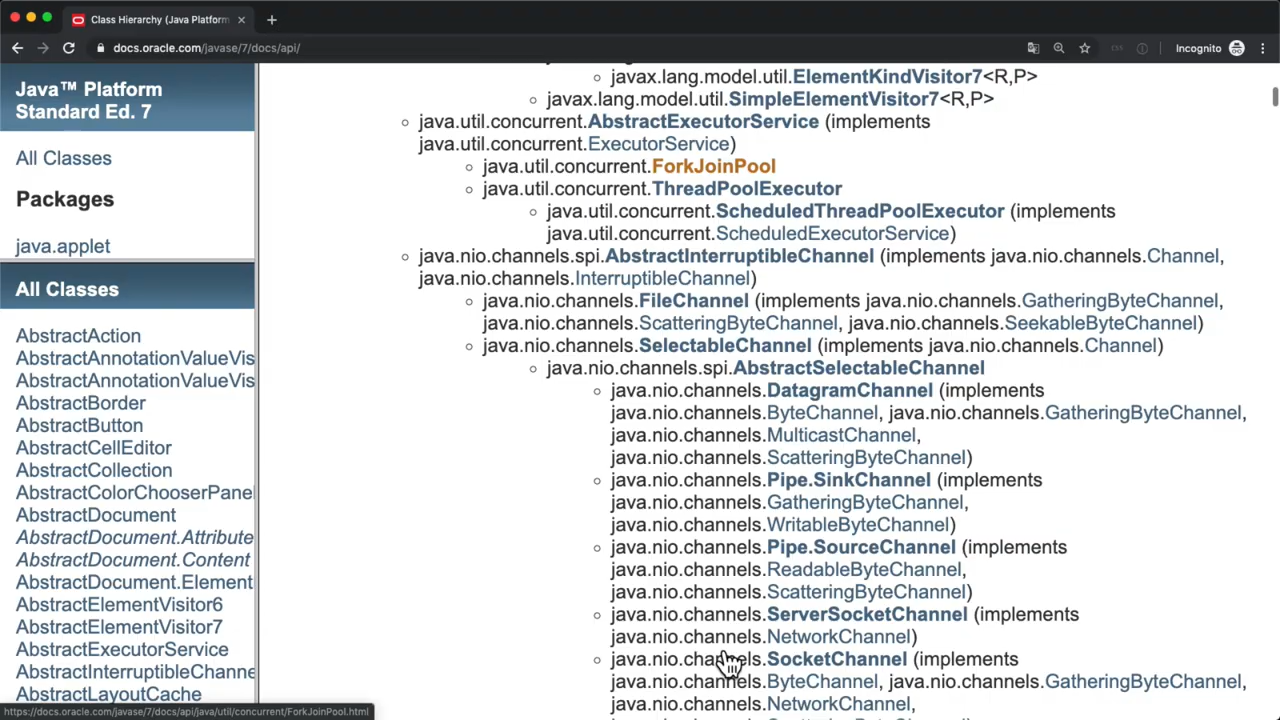 Class Hierarchy (Java Platform
docs.oracle.com/javase/7/docs/api/
Incognito
Java™ Platform
Standard Ed. 7
All Classes
Packages
java.applet
All Classes
AbstractAction
AbstractAnnotationValueVis
AbstractAnnotationValueVis
AbstractBorder
AbstractButton
AbstractCellEditor
AbstractCollection
AbstractColorChooserPanel
AbstractDocument
AbstractDocument.Attribute
AbstractDocument.Content
AbstractDocument.Element
AbstractElementVisitor6
AbstractElementVisitor7
AbstractExecutorService
AbstractInterruptibleChanne
AbstractLayoutCache
javax.lang.model.util.ElementKindVisitor7<R,P>
javax.lang.model.util.SimpleElementVisitor7<R,P>
java.util.concurrent.AbstractExecutorService (implements
java.util.concurrent.ExecutorService)
java.util.concurrent.ForkJoinPool
java.util.concurrent.ThreadPoolExecutor
java.util.concurrent.ScheduledThreadPoolExecutor (implements
java.util.concurrent.ScheduledExecutorService)
java.nio.channels.spi.AbstractInterruptibleChannel (implements java.nio.channels.Channel,
java.nio.channels.InterruptibleChannel)
java.nio.channels.FileChannel (implements java.nio.channels.GatheringByteChannel,
java.nio.channels.ScatteringByteChannel, java.nio.channels.SeekableByteChannel)
java.nio.channels.SelectableChannel (implements java.nio.channels.Channel)
java.nio.channels.spi.AbstractSelectableChannel
java.nio.channels.DatagramChannel (implements
java.nio.channels.ByteChannel, java.nio.channels.GatheringByteChannel,
java.nio.channels.MulticastChannel,
java.nio.channels.ScatteringByteChannel)
java.nio.channels.Pipe.SinkChannel (implements
java.nio.channels.GatheringByteChannel,
java.nio.channels.WritableByteChannel)
java.nio.channels.Pipe.SourceChannel (implements
java.nio.channels.ReadableByteChannel,
java.nio.channels.ScatteringByteChannel)
java.nio.channels.ServerSocketChannel (implements
java.nio.channels.NetworkChannel)
java.nio.channels.SocketChannel (implements
java.nio.channels.ByteChannel, java.nio.channels.GatheringByteChannel,
java.nio.channels.NetworkChannel,
https://docs.oracle.com/javase/7/docs/api/java/util/concurrent/ForkJoinPool.html